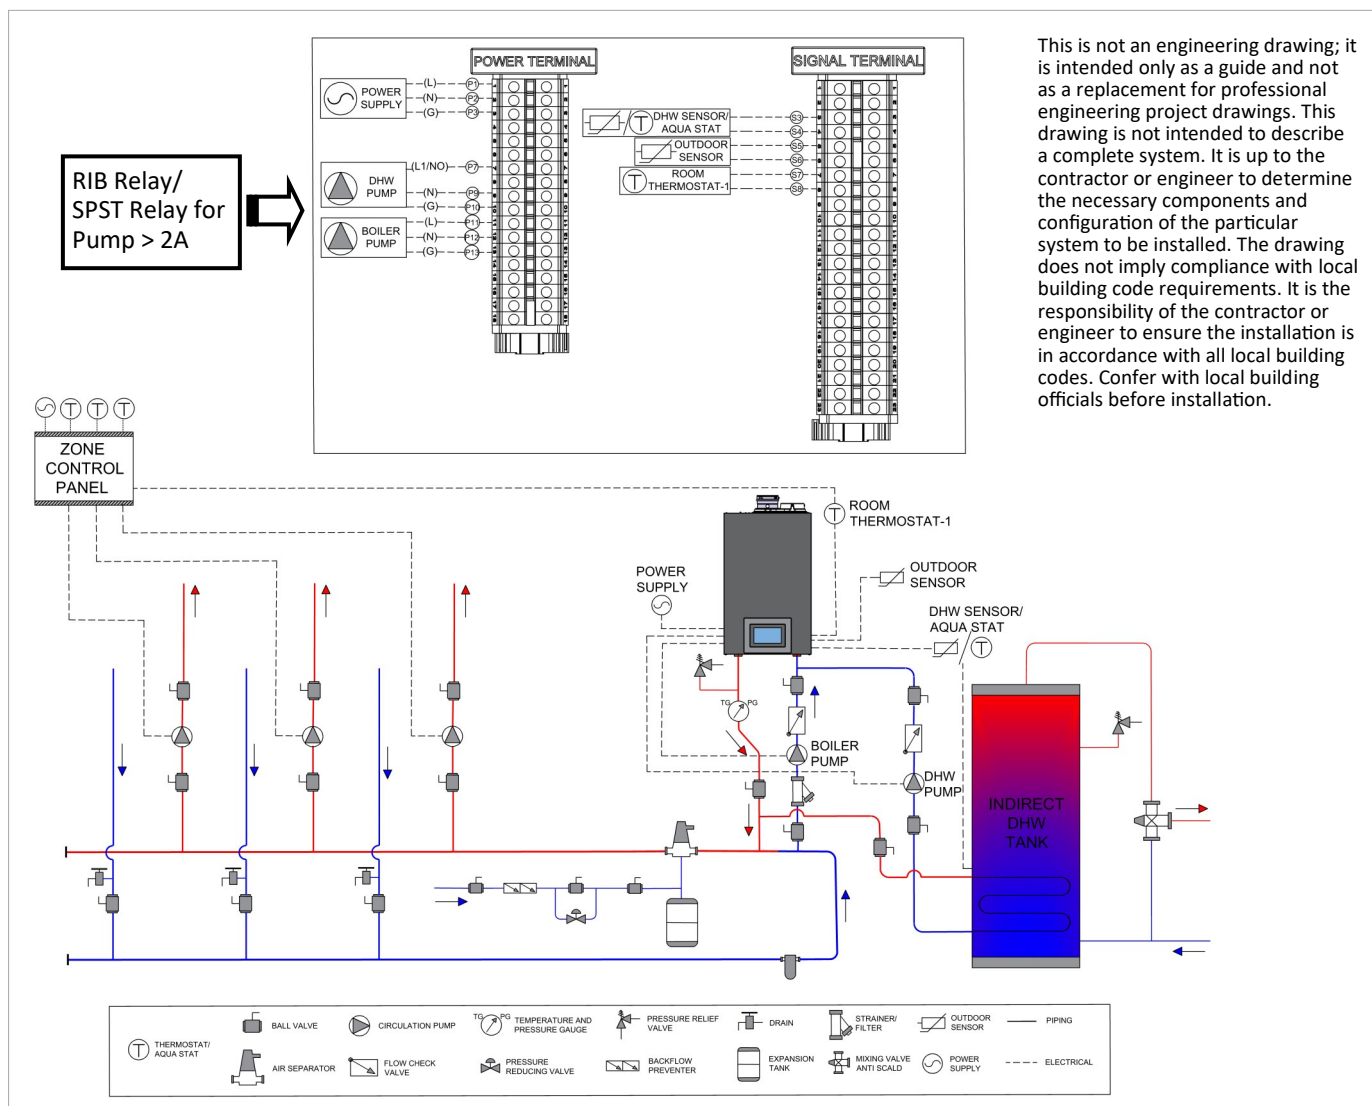 This is not an engineering drawing; it
is intended only as a guide and not
as a replacement for professional
engineering project drawings. This
drawing is not intended to describe
a complete system. It is up to the
contractor or engineer to determine
the necessary components and
configuration of the particular
system to be installed. The drawing
does not imply compliance with local
building code requirements. It is the
responsibility of the contractor or
engineer to ensure the installation is
in accordance with all local building
codes. Confer with local building
officials before installation.
RIB Relay/
SPST Relay for
Pump > 2A
POWER TERMINAL
POWER
SUPPLY
(L) P1
(N) P2
(G) P3
DHW
PUMP
(L1/NO) P7
(N) P9
(G) P10
BOILER
PUMP
(L) P11
(N) P12
(G) P13
SIGNAL TERMINAL
T DHW SENSOR/
AQUA STAT
S3
S4
OUTDOOR
SENSOR
S5
S6
T ROOM
THERMOSTAT-1
S7
S8
T T T
ZONE
CONTROL
PANEL
T ROOM
THERMOSTAT-1
POWER
SUPPLY
OUTDOOR
SENSOR
DHW SENSOR/
AQUA STAT
T
TG PG
BOILER
PUMP
DHW
PUMP
INDIRECT
DHW
TANK
T THERMOSTAT/
AQUA STAT
BALL VALVE
CIRCULATION PUMP
TG PG TEMPERATURE AND
PRESSURE GAUGE
PRESSURE RELIEF
VALVE
DRAIN
STRAINER/
FILTER
OUTDOOR
SENSOR
PIPING
AIR SEPARATOR
FLOW CHECK
VALVE
PRESSURE
REDUCING VALVE
BACKFLOW
PREVENTER
EXPANSION
TANK
MIXING VALVE
ANTI SCALD
POWER
SUPPLY
ELECTRICAL